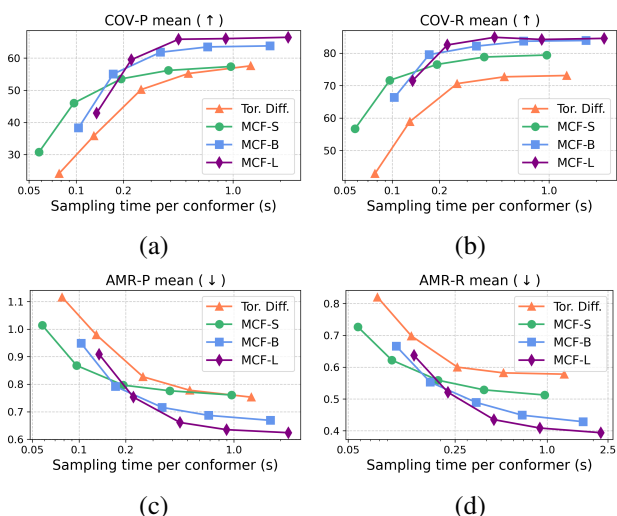 COV-P mean (↑)
60
50
40
30
Tor. Diff.
MCF-S
MCF-B
MCF-L
0.05
0.1
0.2
1.0
Sampling time per conformer (s)
(a)
COV-R mean (↑)
80
70
60
50
Tor. Diff.
MCF-S
MCF-B
MCF-L
0.05
0.1
0.2
1.0
Sampling time per conformer (s)
(b)
AMR-P mean (↓)
1.1
1.0
0.9
0.8
0.7
0.6
Tor. Diff.
MCF-S
MCF-B
MCF-L
0.05
0.1
0.2
1.0
Sampling time per conformer (s)
(c)
AMR-R mean (↓)
0.8
0.7
0.6
0.5
0.4
Tor. Diff.
MCF-S
MCF-B
MCF-L
0.05
0.25
1.0
2.5
Sampling time per conformer (s)
(d)